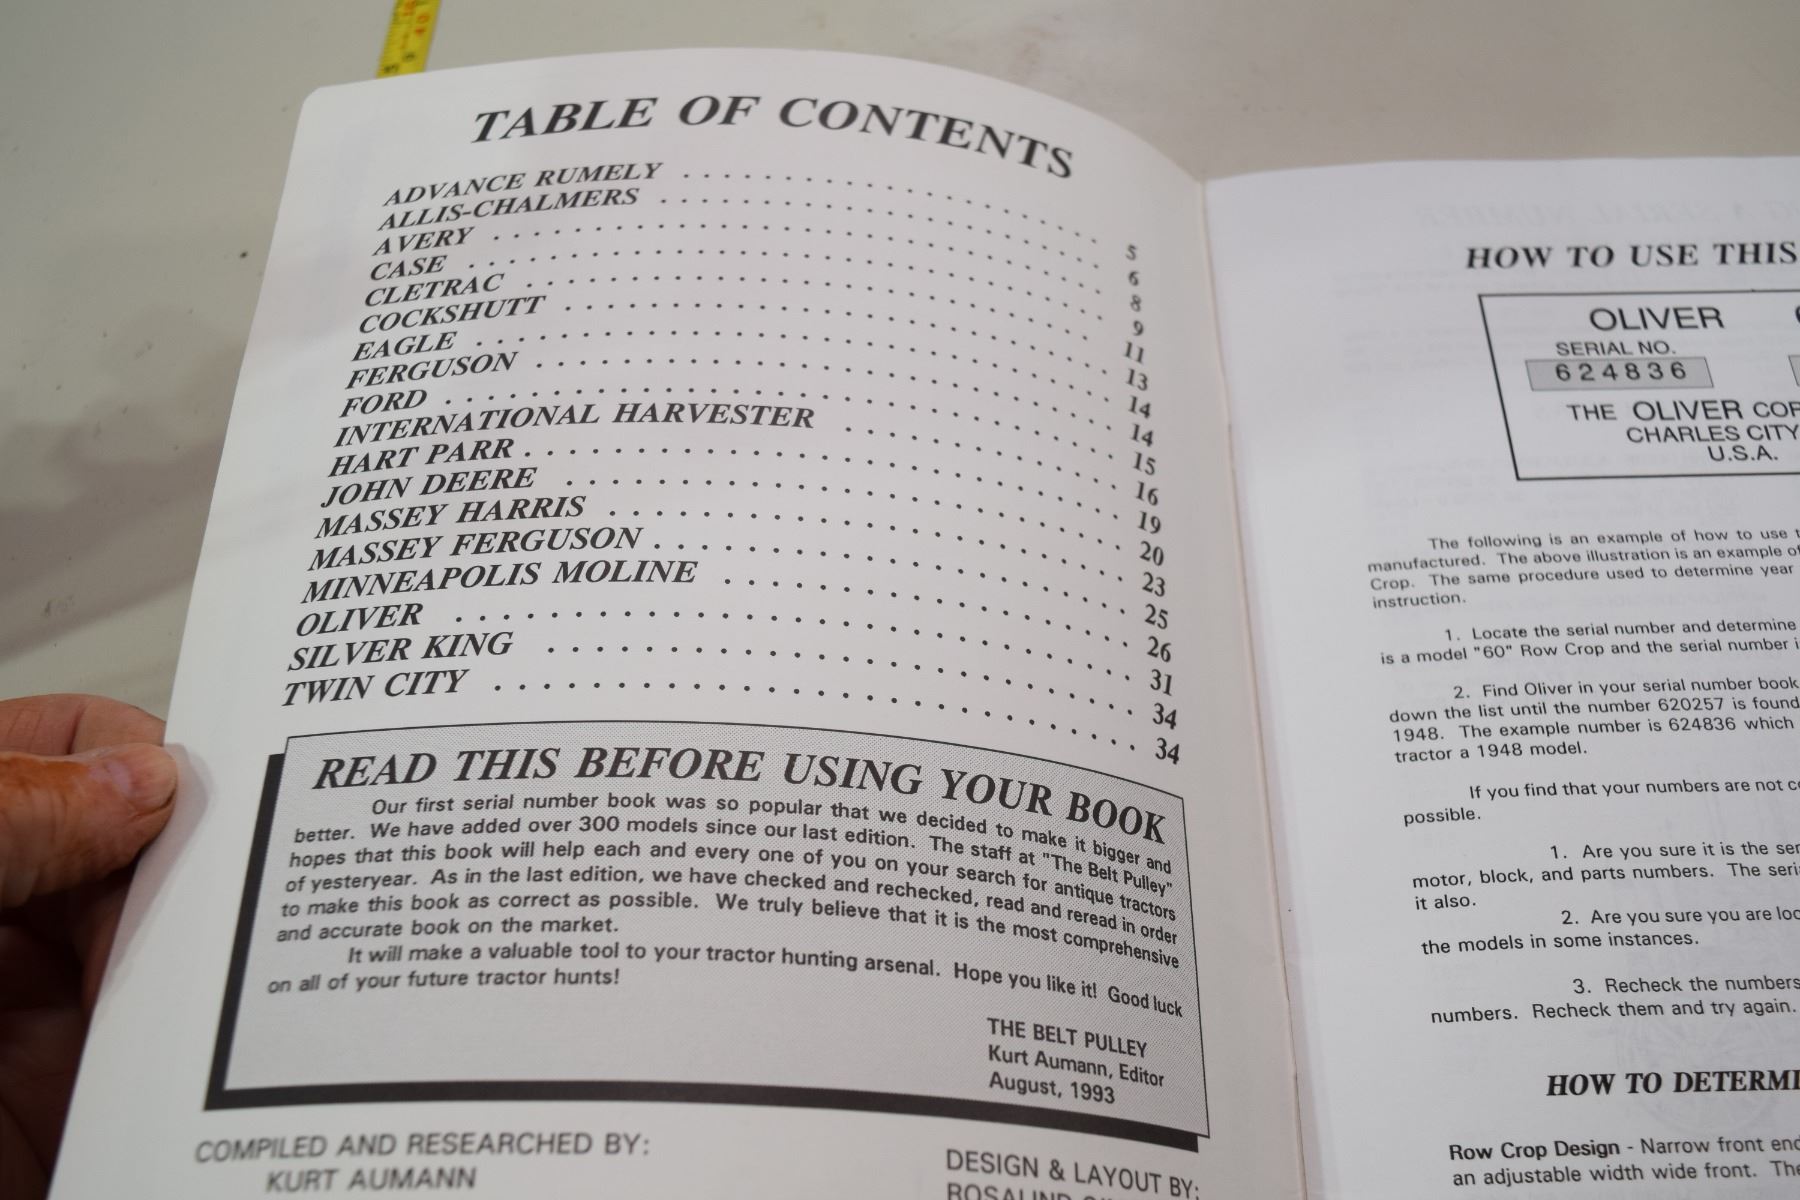 TABLE OF CONTENTS
ADVANCE RUMELY . . . . . . . . . . . . . . . . . . . . 5
ALLIS-CHALMERS . . . . . . . . . . . . . . . . . . . . 6
AVERY . . . . . . . . . . . . . . . . . . . . 8
CASE . . . . . . . . . . . . . . . . . . . . 9
CLETRAC . . . . . . . . . . . . . . . . . . . . 11
COCKSHUTT . . . . . . . . . . . . . . . . . . . . 13
EAGLE . . . . . . . . . . . . . . . . . . . . 14
FERGUSON . . . . . . . . . . . . . . . . . . . . 14
FORD . . . . . . . . . . . . . . . . . . . . 15
INTERNATIONAL HARVESTER . . . . . . . . . . . . 16
HART PARR . . . . . . . . . . . . . . . . . . . . 19
JOHN DEERE . . . . . . . . . . . . . . . . . . . . 20
MASSEY HARRIS . . . . . . . . . . . . . . . . . . . . 23
MASSEY FERGUSON . . . . . . . . . . . . . . . . . . 25
MINNEAPOLIS MOLINE . . . . . . . . . . . . . . . . 26
OLIVER . . . . . . . . . . . . . . . . . . . . 31
SILVER KING . . . . . . . . . . . . . . . . . . . . 34
TWIN CITY . . . . . . . . . . . . . . . . . . . . 34
READ THIS BEFORE USING YOUR BOOK
Our first serial number book was so popular that we decided to make it bigger and
better. We have added over 300 models since our last edition. The staff at "The Belt Pulley"
hopes that this book will help each and every one of you on your search for antique tractors
of yesteryear. As in the last edition, we have checked and rechecked, read and reread in order
to make this book as correct as possible. We truly believe that it is the most comprehensive
and accurate book on the market.
It will make a valuable tool to your tractor hunting arsenal. Hope you like it! Good luck
on all of your future tractor hunts!
THE BELT PULLEY
Kurt Aumann, Editor
August, 1993
COMPILED AND RESEARCHED BY:
KURT AUMANN
DESIGN & LAYOUT BY:
HOW TO USE THIS
OLIVER
SERIAL NO.
624836
THE OLIVER COR
CHARLES CITY
U.S.A.
The following is an example of how to use
manufactured. The above illustration is an example of
Crop. The same procedure used to determine year
instruction.
1. Locate the serial number and determine
is a model "60" Row Crop and the serial number
2. Find Oliver in your serial number book
down the list until the number 620257 is found
1948. The example number is 624836 which
tractor a 1948 model.
If you find that your numbers are not
possible.
1. Are you sure it is the
motor, block, and parts numbers. The
it also.
2. Are you sure you are
the models in some instances.
3. Recheck the numbers
numbers. Recheck them and try again.
HOW TO DETERMI
Row Crop Design - Narrow front end
an adjustable width wide front.